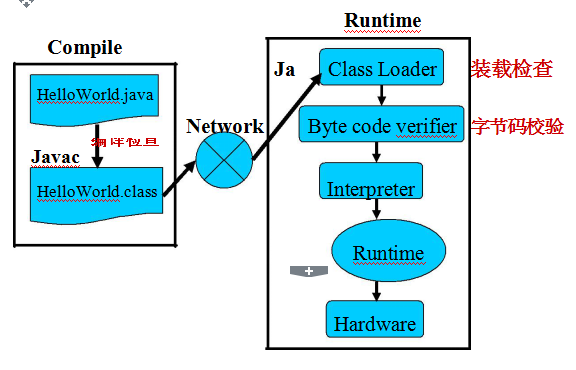 Compile
HelloWorld.java
编译检查
Javac
HelloWorld.class
Network
Runtime
Ja
Class Loader
装载检查
Byte code verifier
字节码校验
Interpreter
Runtime
Hardware